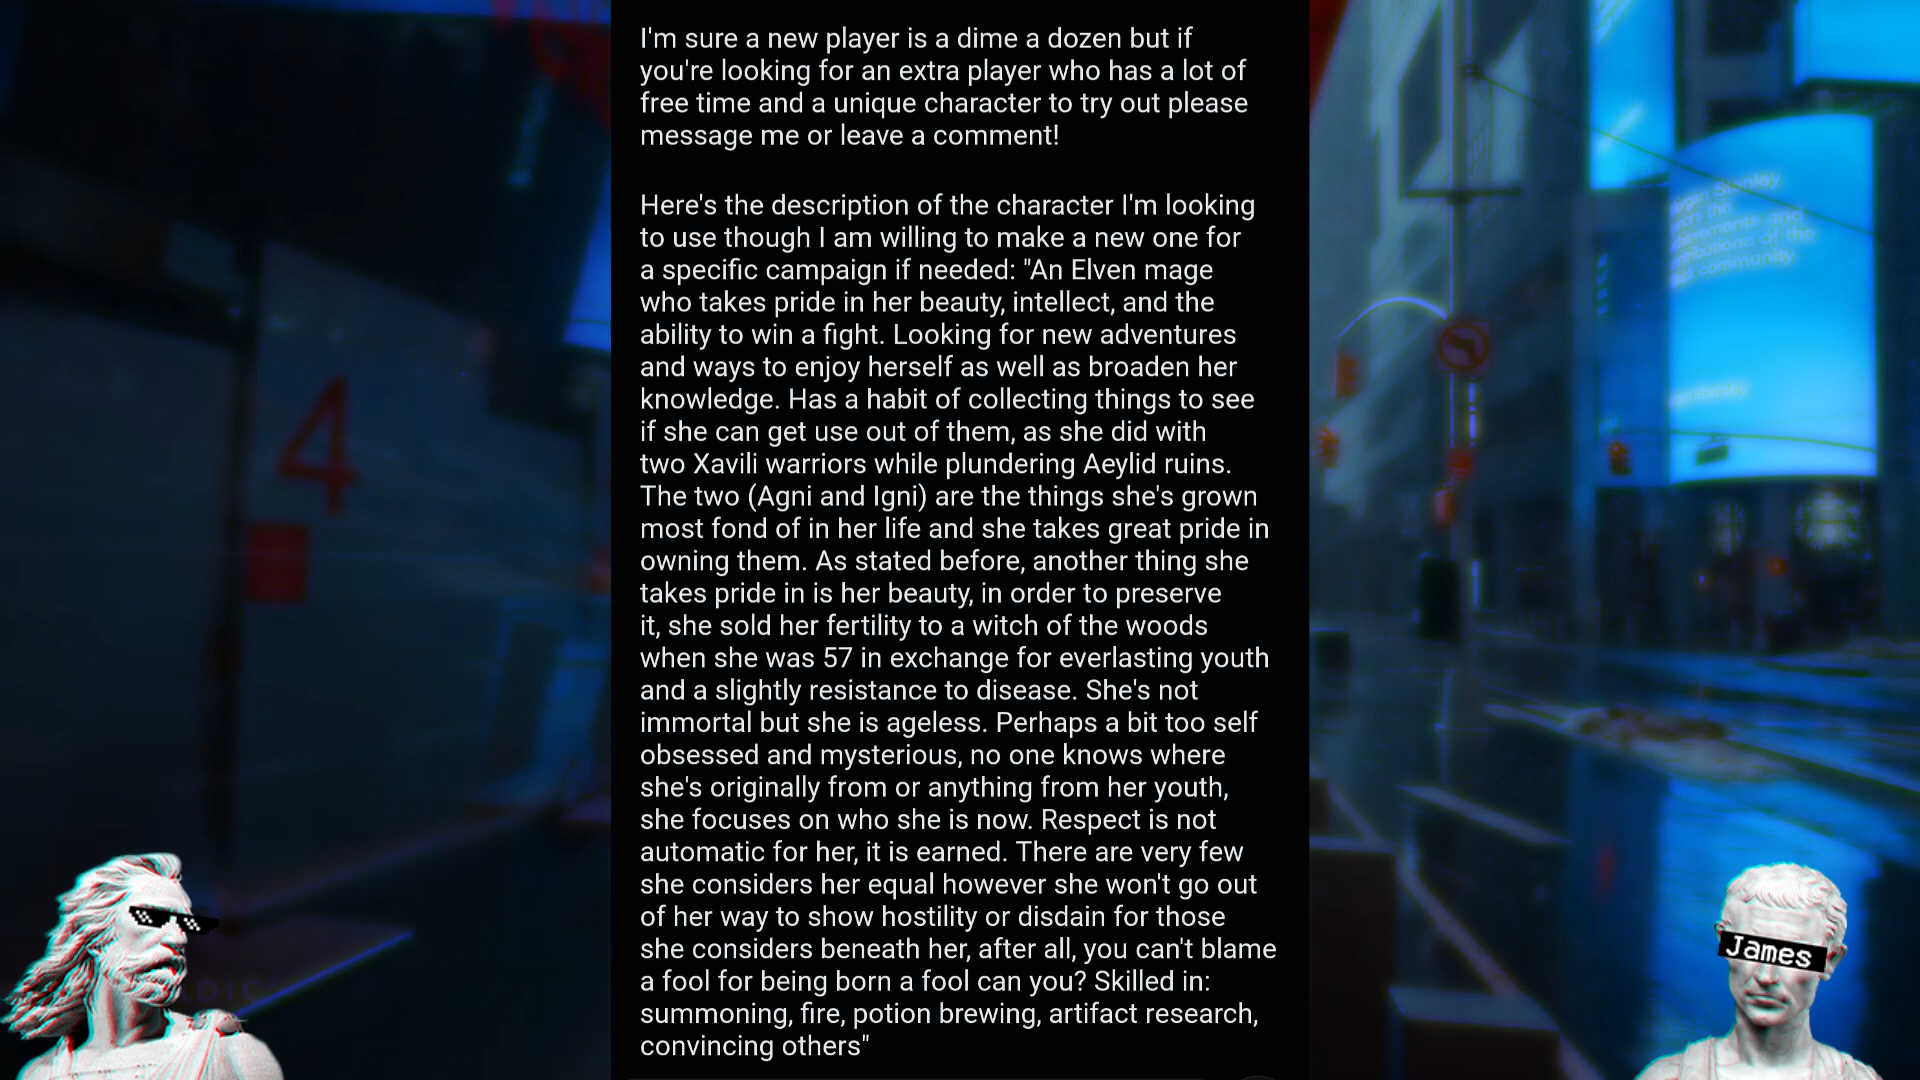 I'm sure a new player is a dime a dozen but if
you're looking for an extra player who has a lot of
free time and a unique character to try out please
message me or leave a comment!
Here's the description of the character I'm looking
to use though I am willing to make a new one for
a specific campaign if needed: "An Elven mage
who takes pride in her beauty, intellect, and the
ability to win a fight. Looking for new adventures
and ways to enjoy herself as well as broaden her
knowledge. Has a habit of collecting things to see
if she can get use out of them, as she did with
two Xavili warriors while plundering Aeylid ruins.
The two (Agni and Igni) are the things she's grown
most fond of in her life and she takes great pride in
owning them. As stated before, another thing she
takes pride in is her beauty, in order to preserve
it, she sold her fertility to a witch of the woods
when she was 57 in exchange for everlasting youth
and a slightly resistance to disease. She's not
immortal but she is ageless. Perhaps a bit too self
obsessed and mysterious, no one knows where
she's originally from or anything from her youth,
she focuses on who she is now. Respect is not
automatic for her, it is earned. There are very few
she considers her equal however she won't go out
of her way to show hostility or disdain for those
she considers beneath her, after all, you can't blame
a fool for being born a fool can you? Skilled in:
summoning, fire, potion brewing, artifact research,
convincing others"
4
Morgan Stanley
the
achievements and
contributions of the
community.
James